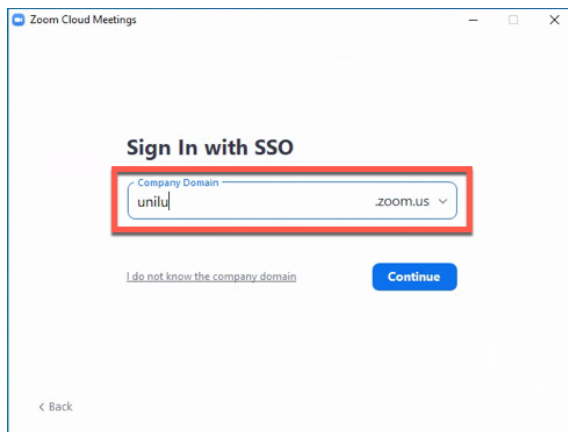 Zoom Cloud Meetings
Sign In with SSO
Company Domain
unilu .zoom.us
I do not know the company domain Continue
< Back